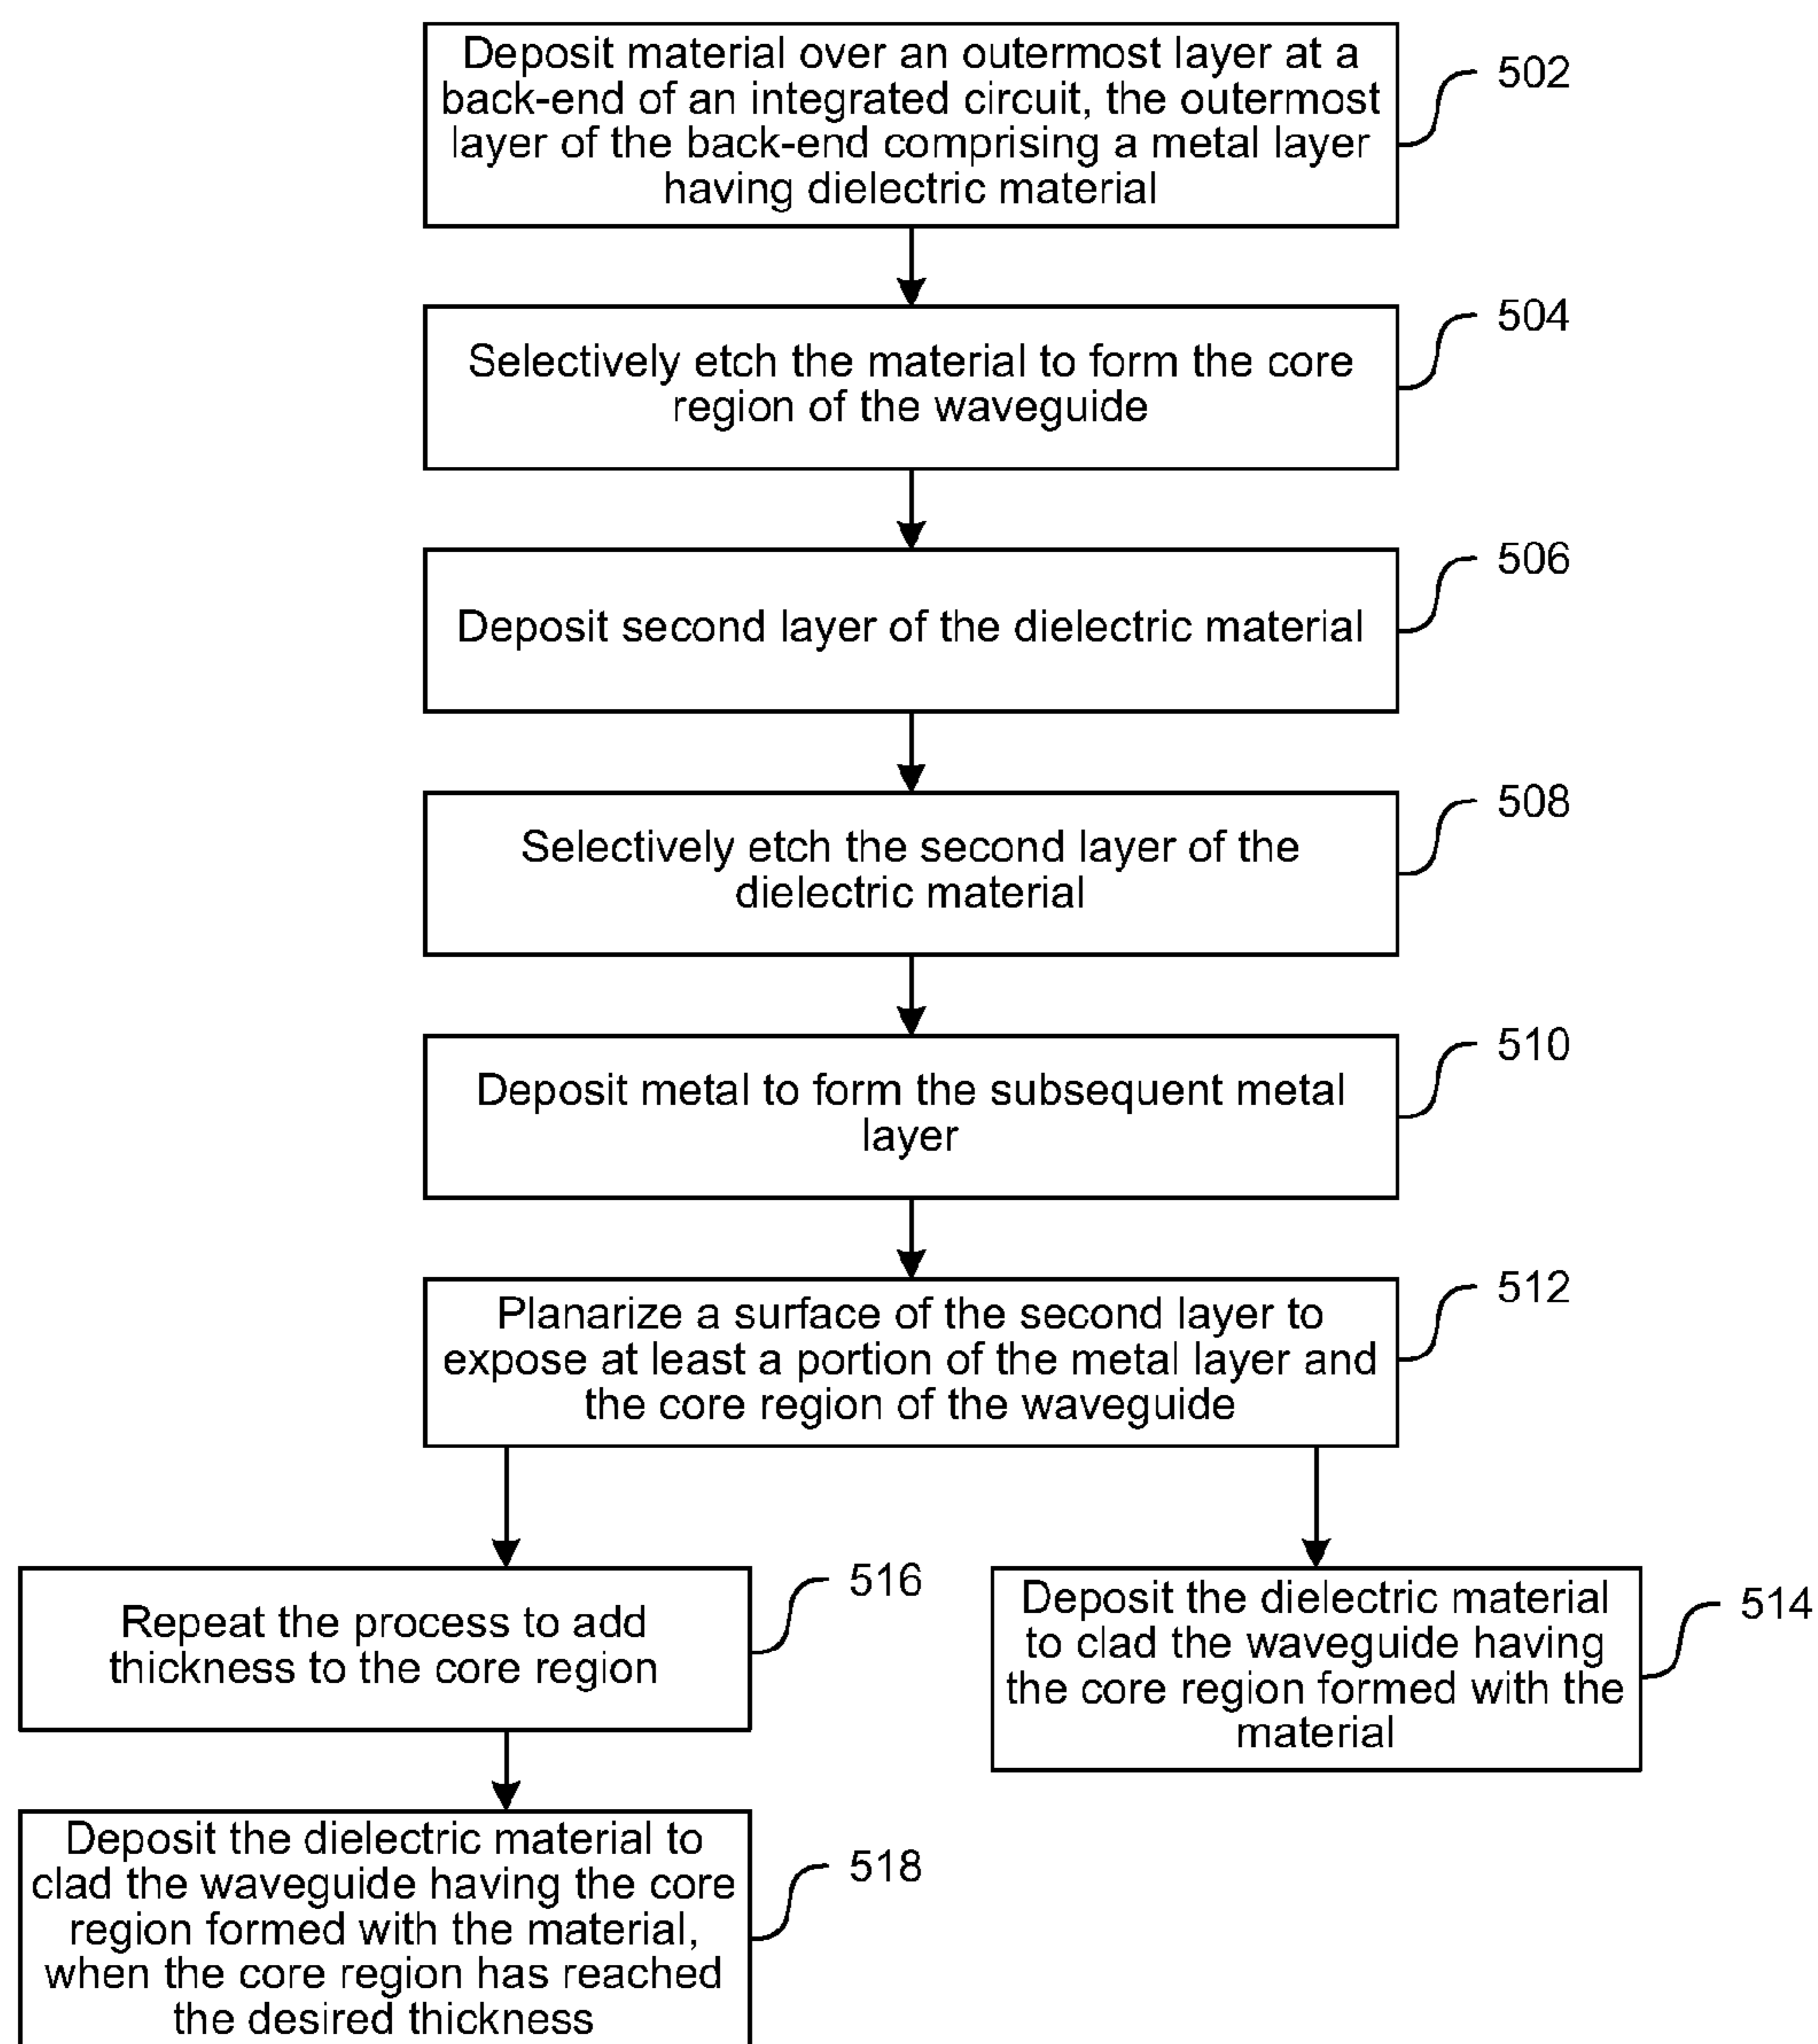 Deposit material over an outermost layer at a
back-end of an integrated circuit, the outermost
layer of the back-end comprising a metal layer
having dielectric material
502
Selectively etch the material to form the core
region of the waveguide
504
Deposit second layer of the dielectric material
506
Selectively etch the second layer of the
dielectric material
508
Deposit metal to form the subsequent metal
layer
510
Planarize a surface of the second layer to
expose at least a portion of the metal layer and
the core region of the waveguide
512
Repeat the process to add
thickness to the core region
516
Deposit the dielectric material
to clad the waveguide having
the core region formed with the
material
514
Deposit the dielectric material to
clad the waveguide having the core
region formed with the material,
when the core region has reached
the desired thickness
518